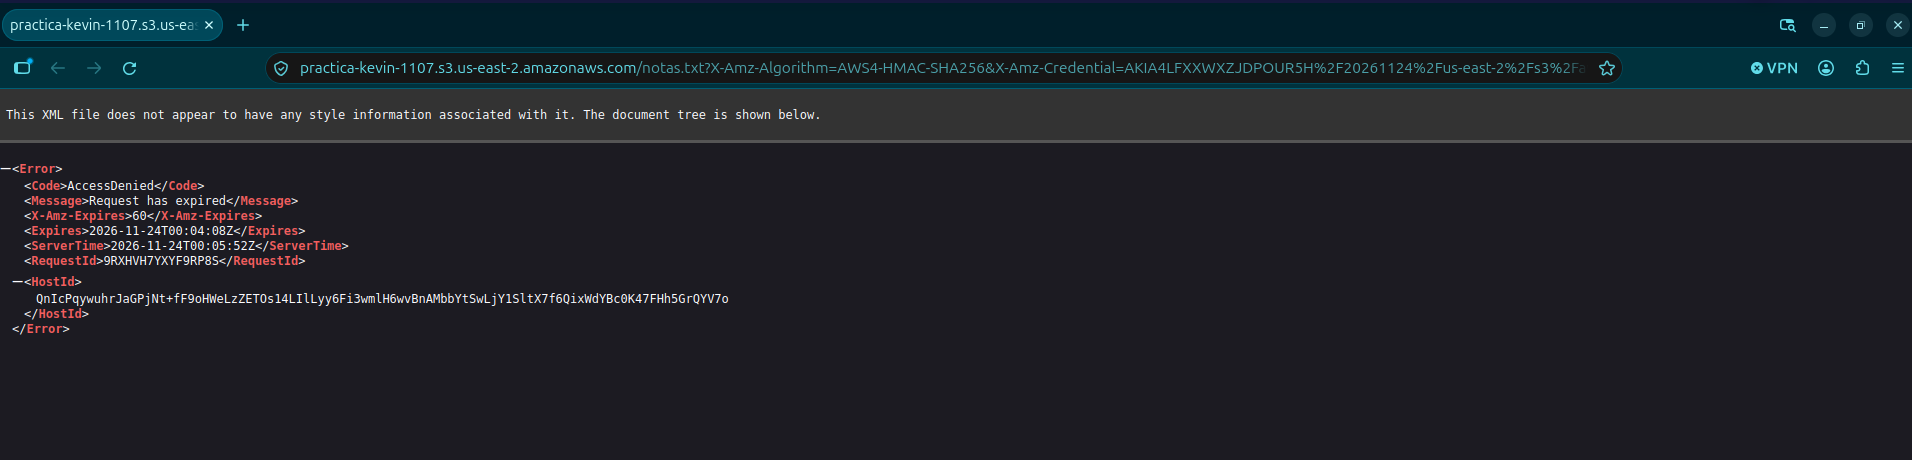 practica-kevin-1107.s3.us-eas
practica-kevin-1107.s3.us-east-2.amazonaws.com/notas.txt?X-Amz-Algorithm=AWS4-HMAC-SHA256&X-Amz-Credential=AKIA4LFXXWXZJDPOUR5H%2F20261124%2Fus-east-2%2Fs3%2Fa
VPN
This XML file does not appear to have any style information associated with it. The document tree is shown below.
—<Error>
<Code>AccessDenied</Code>
<Message>Request has expired</Message>
<X-Amz-Expires>60</X-Amz-Expires>
<Expires>2026-11-24T00:04:08Z</Expires>
<ServerTime>2026-11-24T00:05:52Z</ServerTime>
<RequestId>9RXHVH7YXYF9RP8S</RequestId>
—<HostId>
QnIcPqywuhrJaGPjNt+fF9oHWeLzZETOs14LIlLyy6Fi3wmlH6wvBnAMbbYtSwLjY1SltX7f6QixWdYBc0K47FHh5GrQYV7o
</HostId>
</Error>